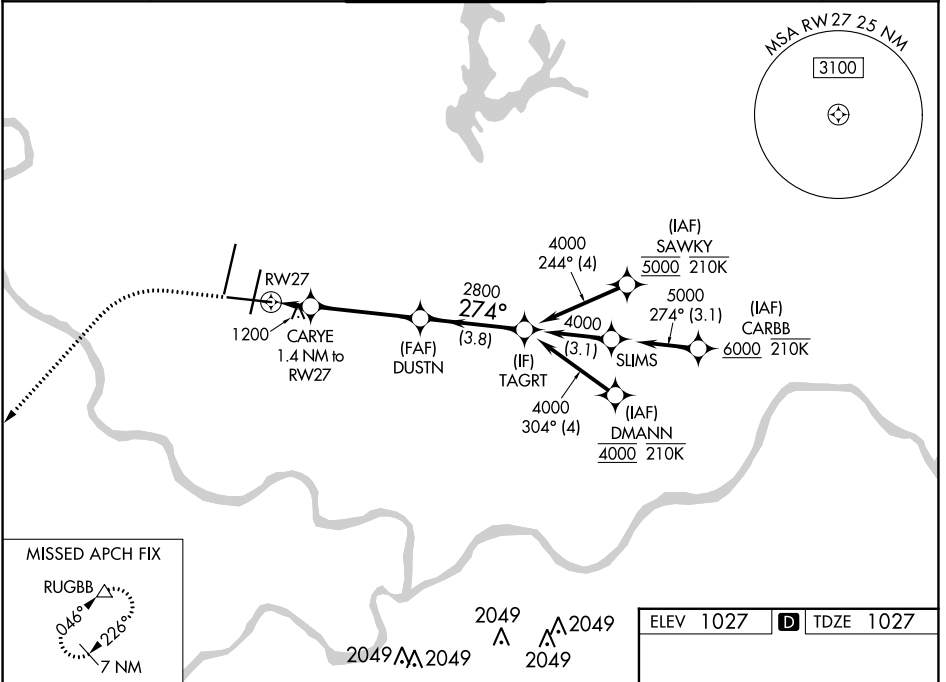 MSA RW27 25 NM
3100
(IAF)
SAWKY
5000 210K
4000
244° (4)
5000
274° (3.1)
(IAF)
CARBB
6000 210K
RW27
2800
274°
(3.8)
4000
(3.1)
SLIMS
1200
CARYE
1.4 NM to
RW27
(FAF)
DUSTN
(IF)
TAGRT
4000
304° (4)
(IAF)
DMANN
4000 210K
MISSED APCH FIX
RUGBB
046°
226°
7 NM
2049
2049
2049
2049
2049
ELEV 1027 D TDZE 1027